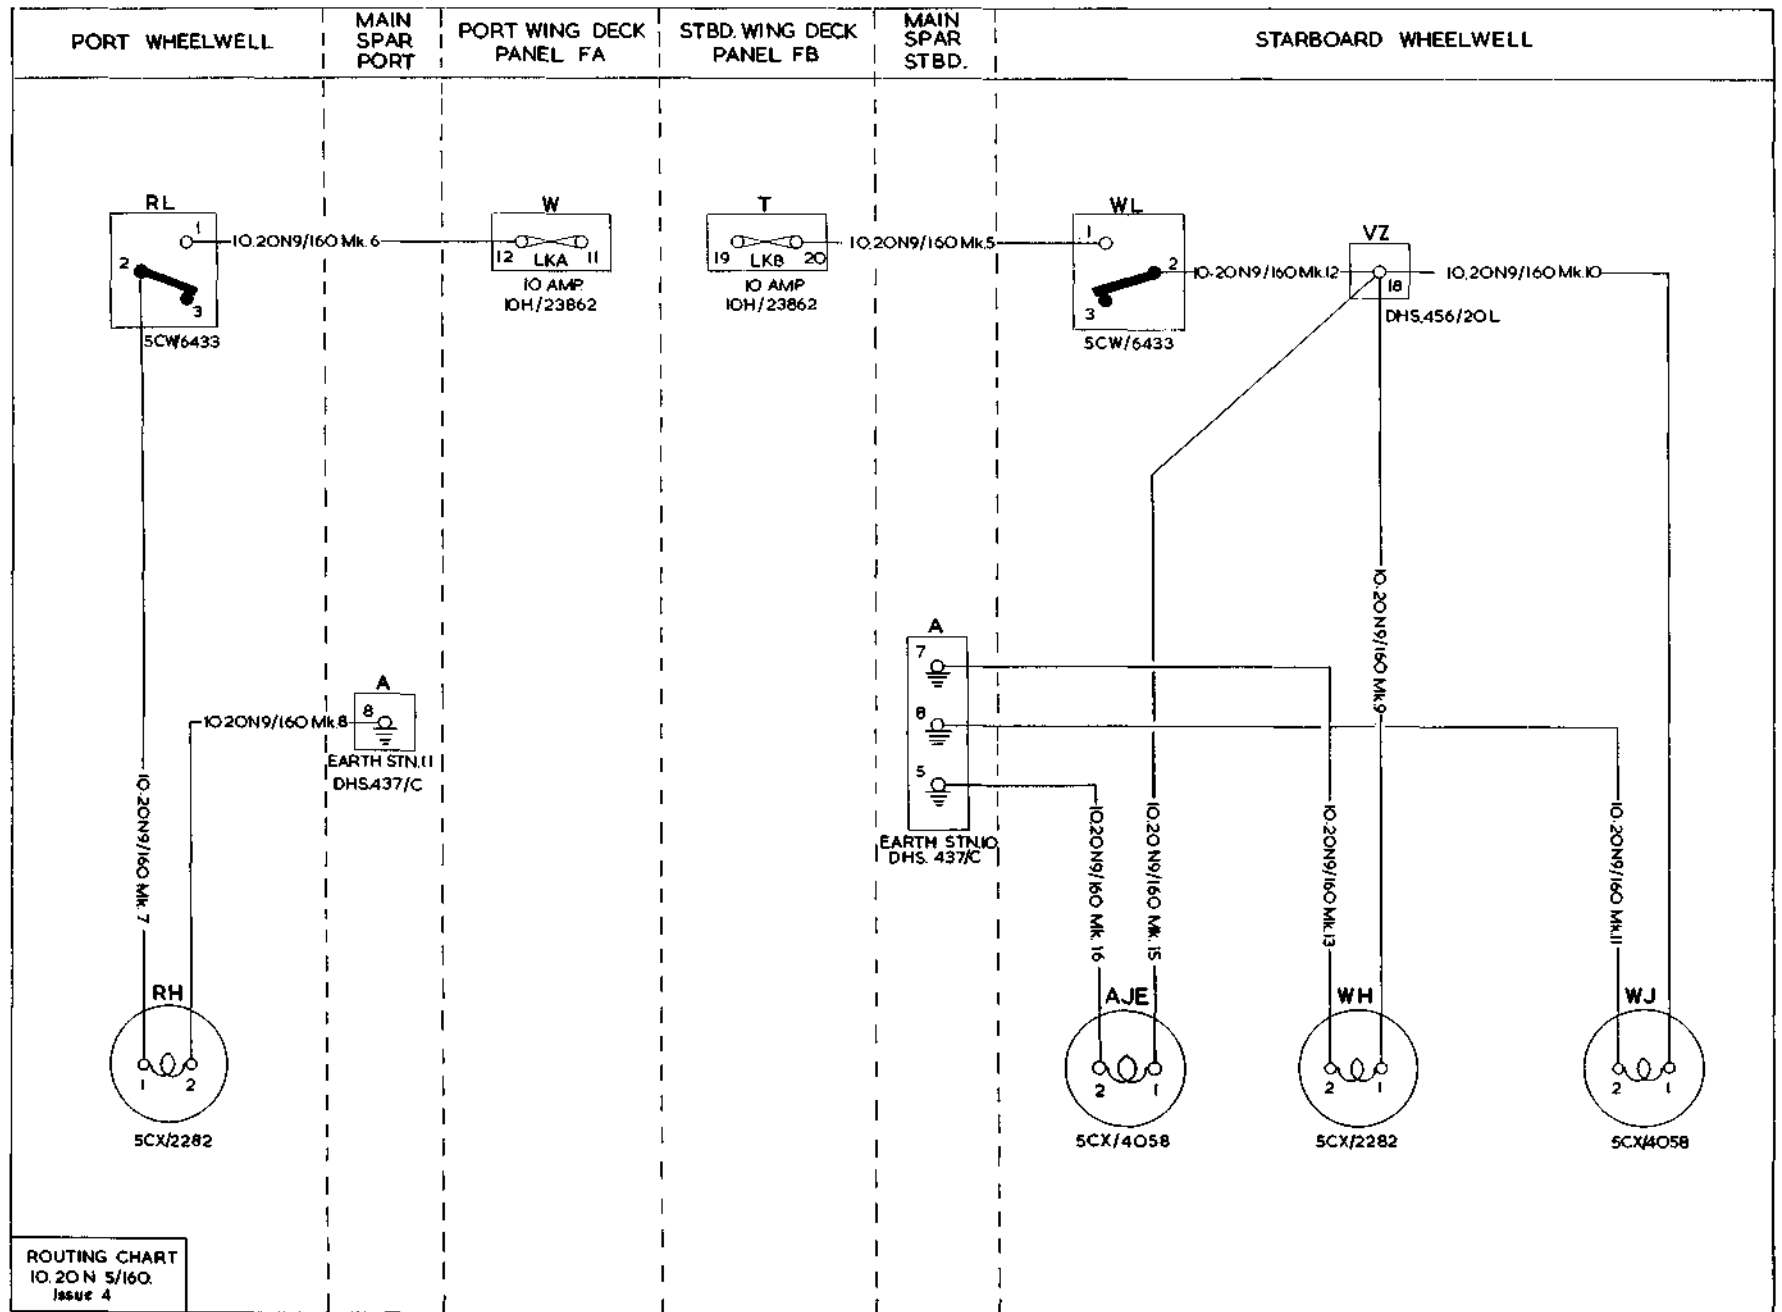 PORT WHEELWELL
MAIN
SPAR
PORT
PORT WING DECK
PANEL FA
STBD. WING DECK
PANEL FB
MAIN
SPAR
STBD.
STARBOARD WHEELWELL
RL
1
2
3
5CW/6433
10.20N9/160 Mk.6
W
12
LKA
11
10 AMP
10H/23862
T
19
LKB
20
10 AMP
10H/23862
10.20N9/160 Mk5
WL
1
2
3
5CW/6433
10.20N9/160 Mk.12
VZ
18
DHS.456/20L
10.20N9/160 Mk.10
10.20N9/160 Mk.9
A
8
EARTH STN.11
DHS437/C
10.20N9/160 Mk8
10.20N9/160 Mk.7
A
7
8
5
EARTH STN.10
DHS. 437/C
10.20N9/160 Mk.16
10.20N9/160 Mk.15
10.20N9/160 Mk.13
10.20N9/160 Mk.11
RH
1
2
5CX/2282
AJE
2
1
5CX/4058
WH
2
1
5CX/2282
WJ
2
1
5CX/4058
ROUTING CHART
10.20 N 5/160.
Issue 4